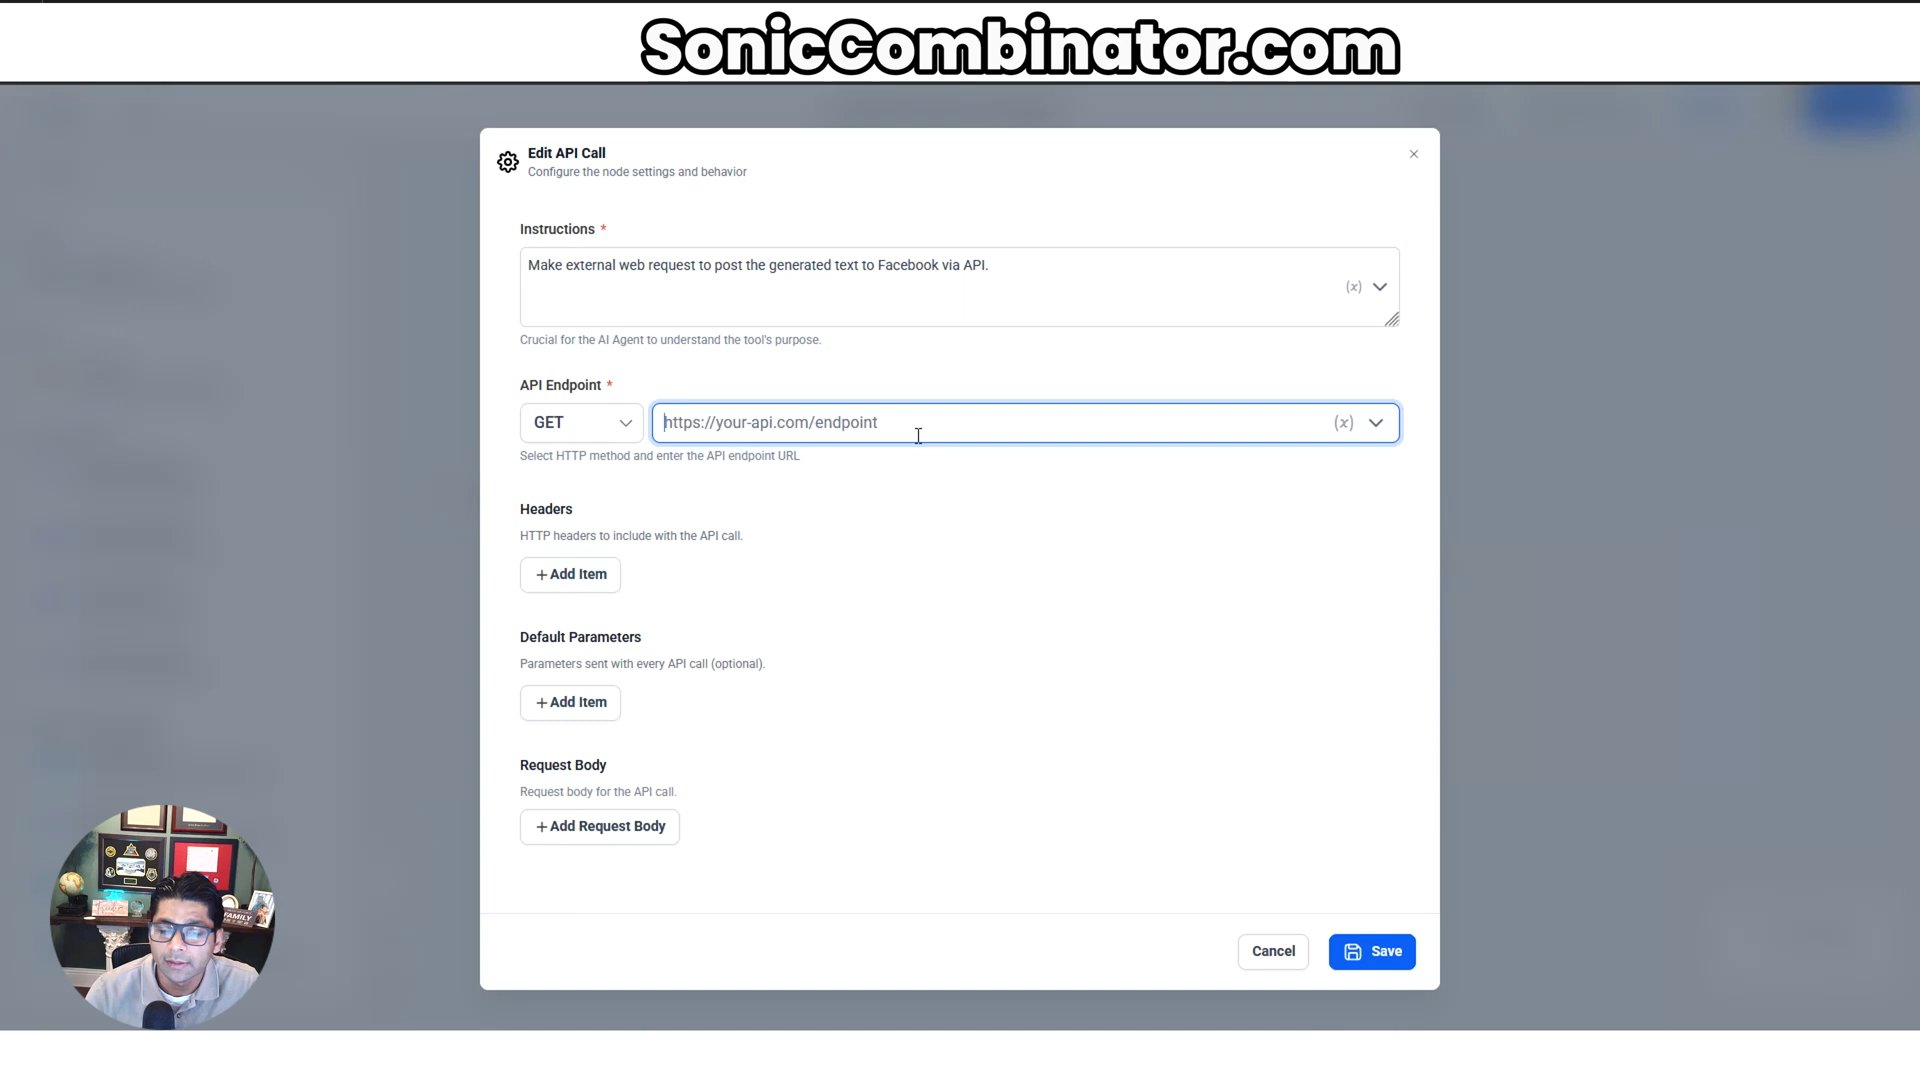 SonicCombinator.com
Edit API Call
Configure the node settings and behavior
Instructions *
Make external web request to post the generated text to Facebook via API.
(x)
Crucial for the AI Agent to understand the tool's purpose.
API Endpoint *
GET
https://your-api.com/endpoint
(x)
Select HTTP method and enter the API endpoint URL
Headers
HTTP headers to include with the API call.
+ Add Item
Default Parameters
Parameters sent with every API call (optional).
+ Add Item
Request Body
Request body for the API call.
+ Add Request Body
Cancel
Save
FAMILY